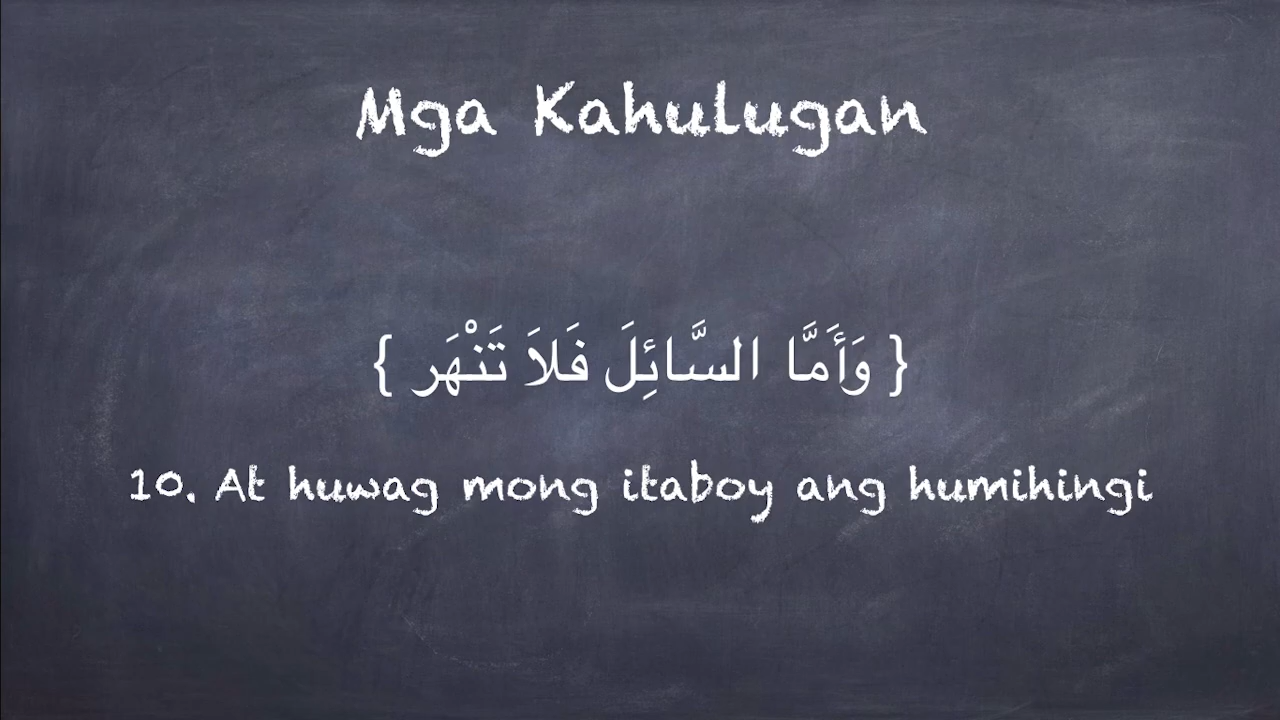 Mga Kahulugan
{ وَأَمَّا السَّائِلَ فَلاَ تَنْهَر }
10. At huwag mong itaboy ang humihingi